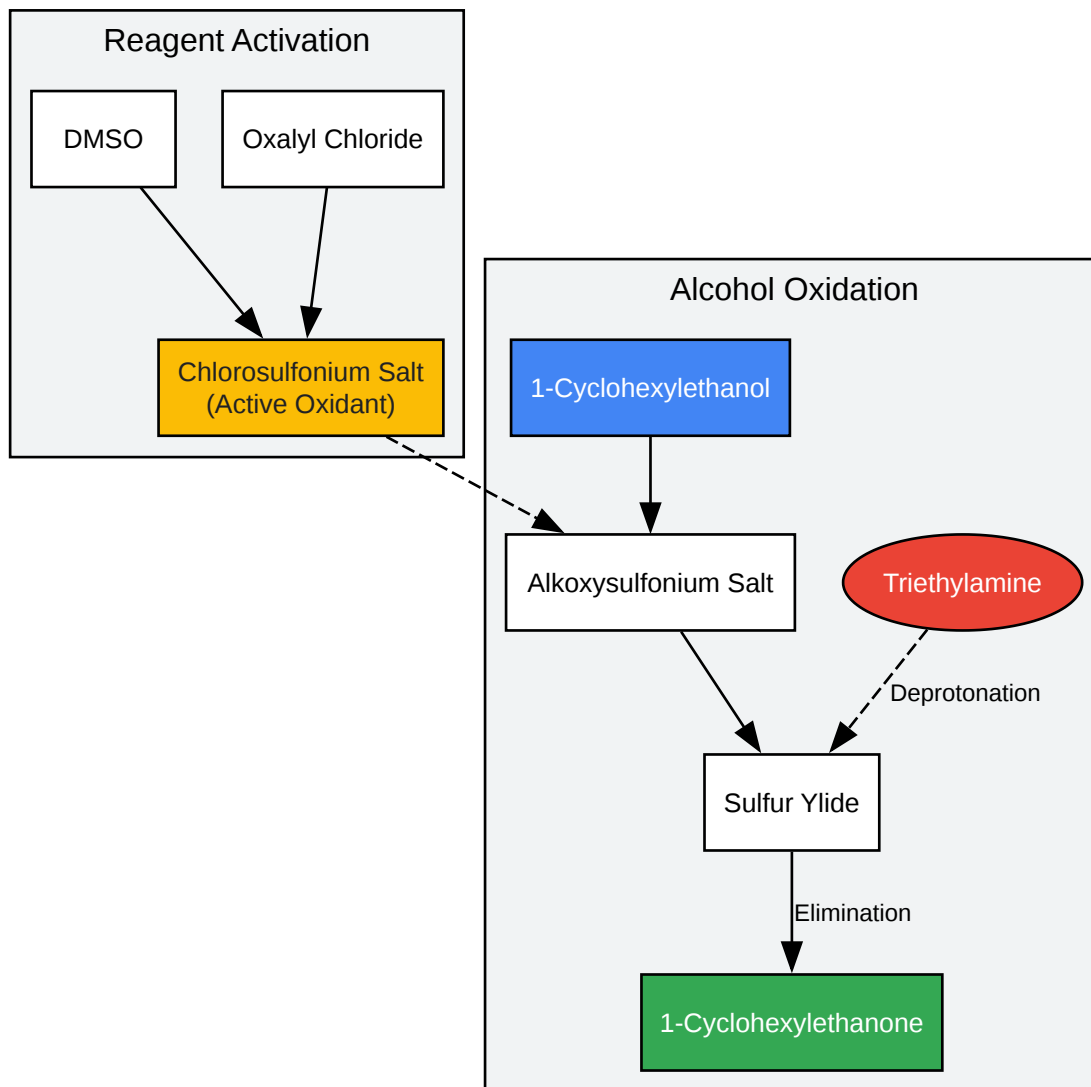 Reagent Activation
DMSO
Oxalyl Chloride
Chlorosulfonium Salt
(Active Oxidant)
Alcohol Oxidation
1-Cyclohexylethanol
Alkoxysulfonium Salt
Triethylamine
Deprotonation
Sulfur Ylide
Elimination
1-Cyclohexylethanone